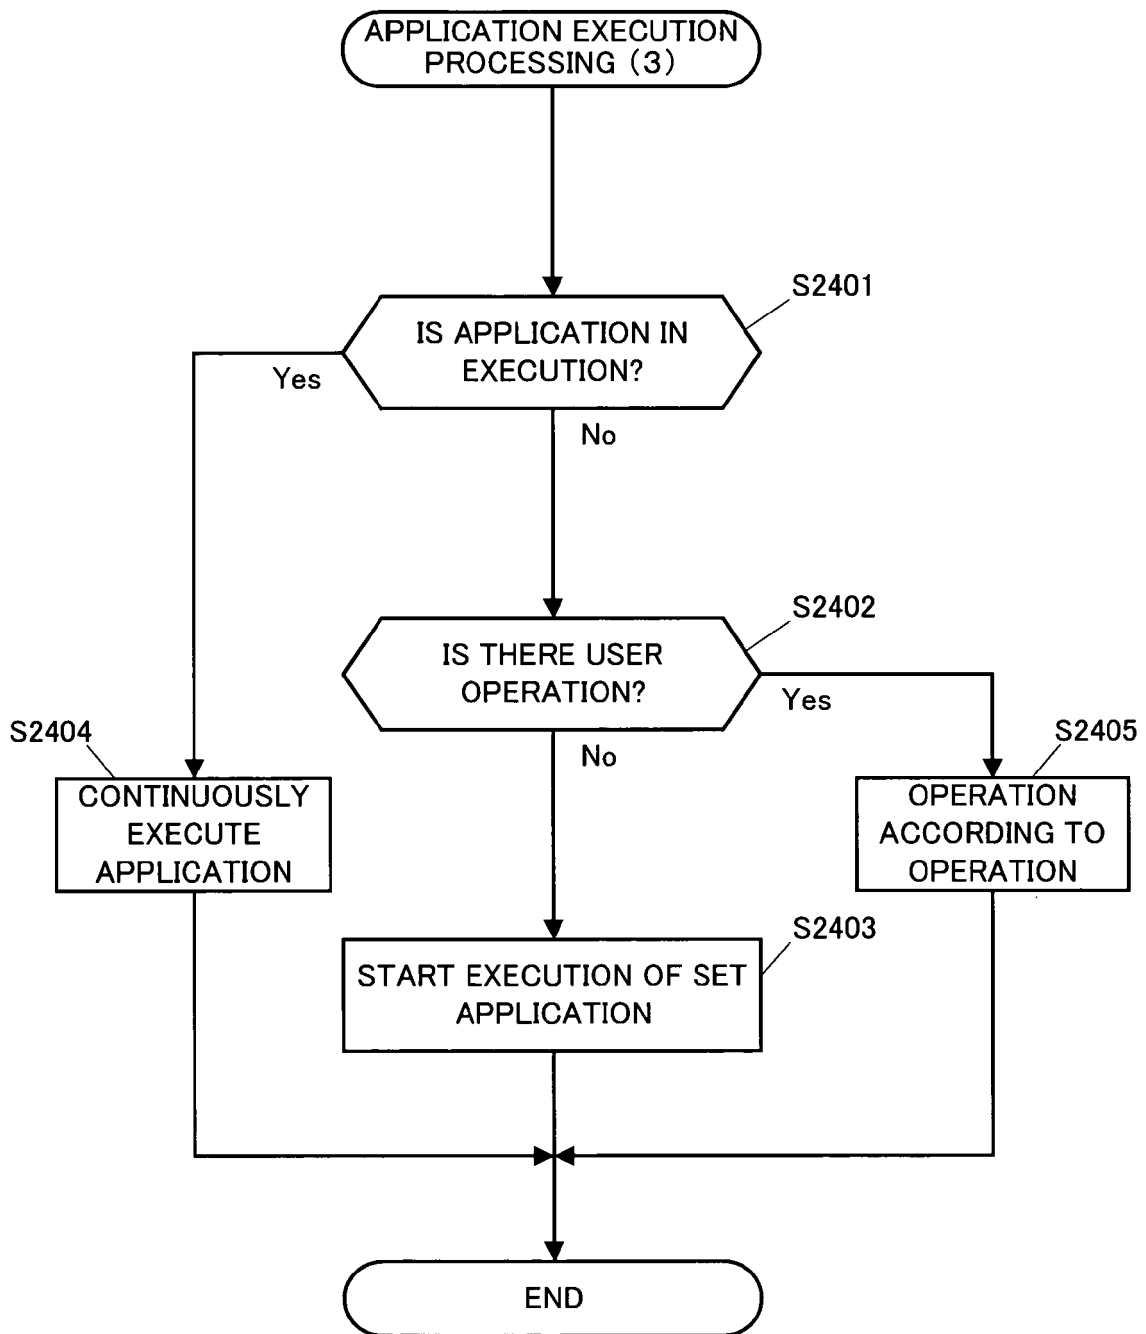 APPLICATION EXECUTION
PROCESSING (3)
S2401
IS APPLICATION IN
EXECUTION?
Yes
No
S2402
IS THERE USER
OPERATION?
Yes
No
S2404
CONTINUOUSLY
EXECUTE
APPLICATION
S2405
OPERATION
ACCORDING TO
OPERATION
S2403
START EXECUTION OF SET
APPLICATION
END